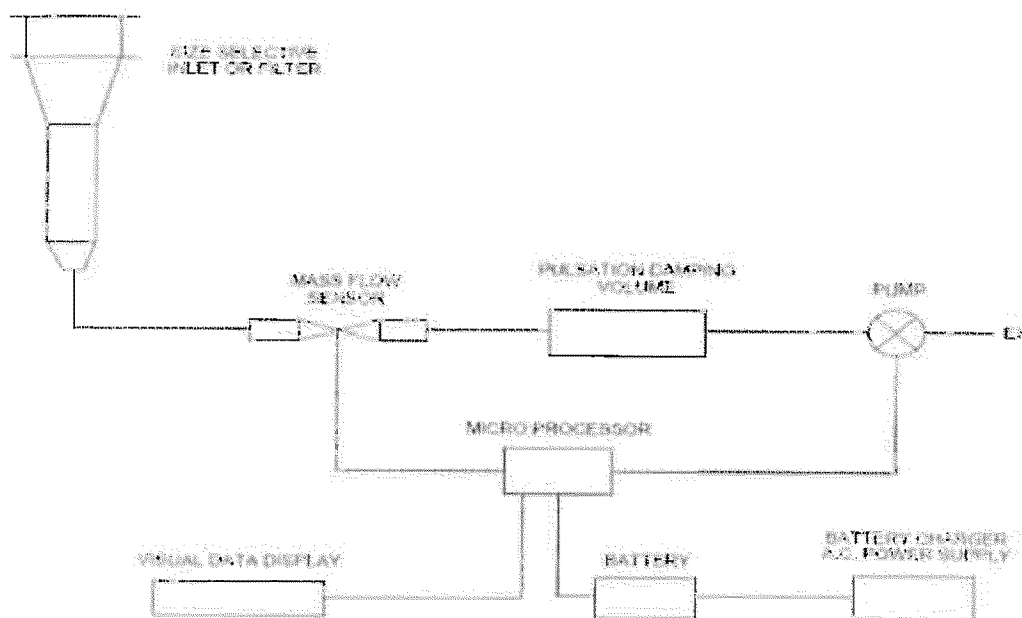 SIZE SELECTIVE
INLET OR FILTER
MASS FLOW
SENSOR
PULSATION DAMPING
VOLUME
PUMP
MICRO PROCESSOR
VISUAL DATA DISPLAY
BATTERY
BATTERY CHARGER
A.C. POWER SUPPLY